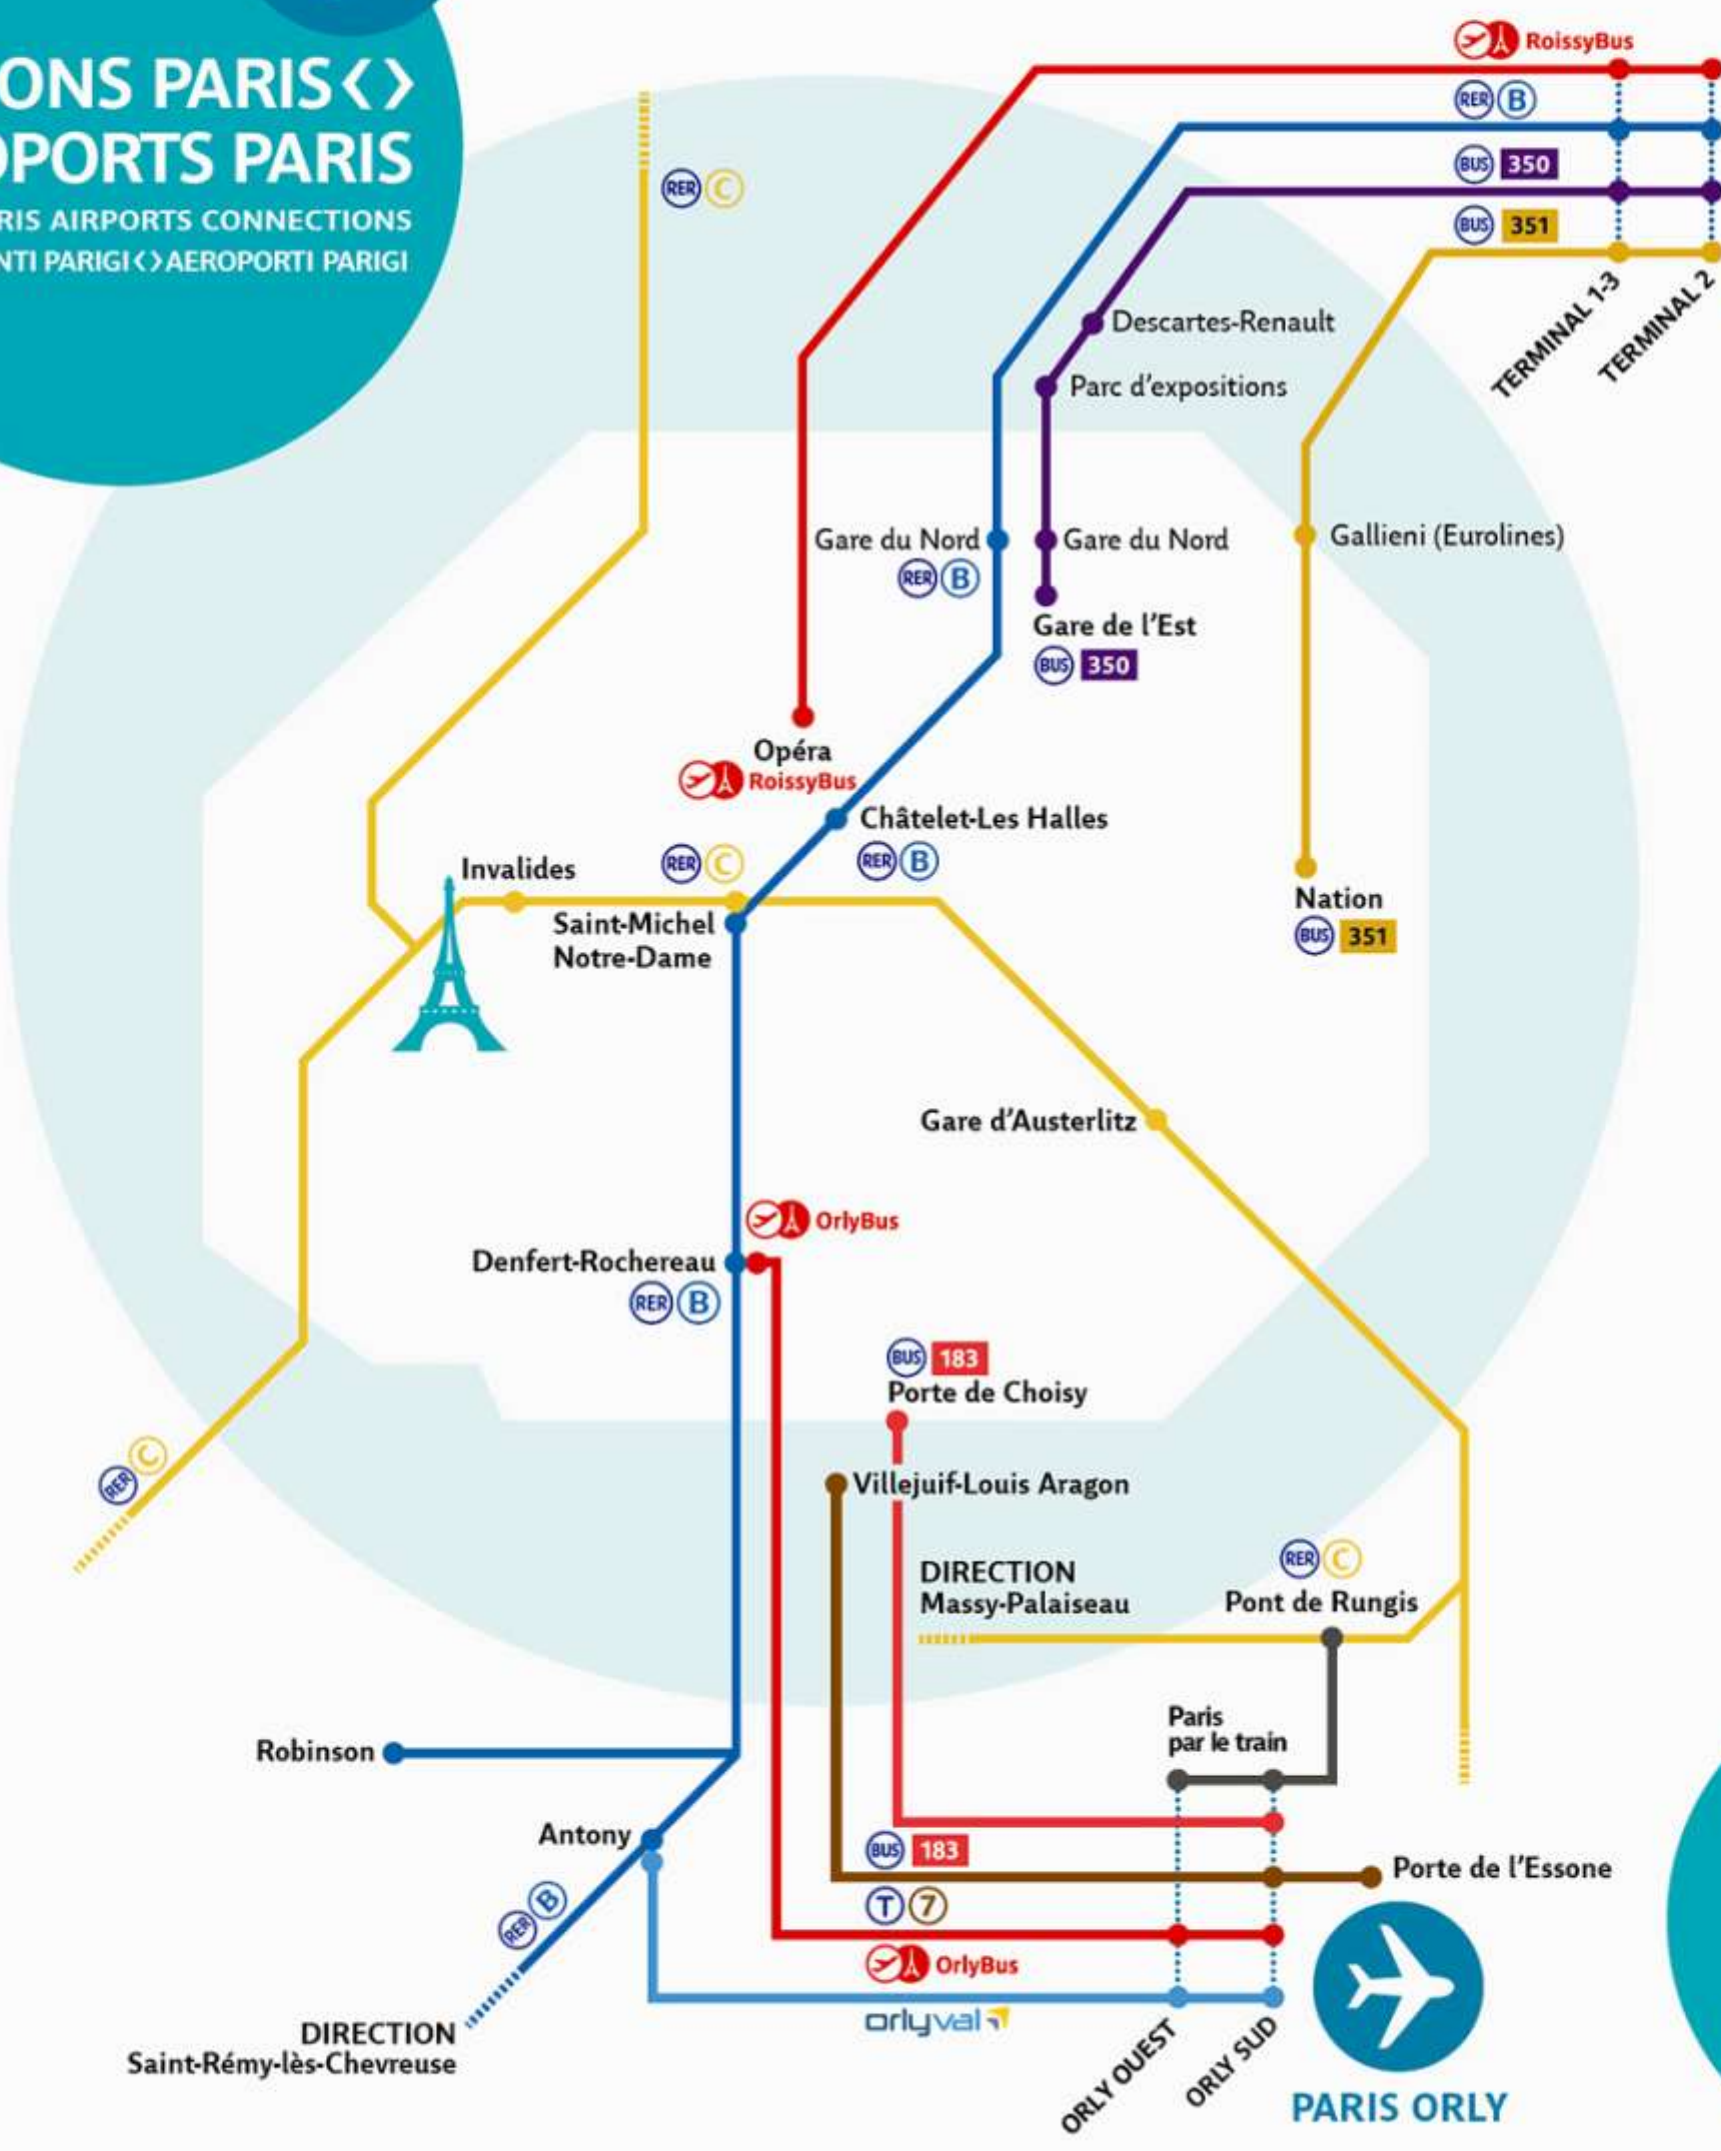 ONS PARIS<>
OPORTS PARIS
RIS AIRPORTS CONNECTIONS
NTI PARIGI<>AEROPORTI PARIGI
RoissyBus
RER B
BUS 350
BUS 351
TERMINAL 1-3
TERMINAL 2
RER C
Descartes-Renault
Parc d'expositions
Gare du Nord
RER B
Gare du Nord
Gallieni (Eurolines)
Gare de l'Est
BUS 350
Opéra
RoissyBus
Châtelet-Les Halles
RER B
Invalides
RER C
Saint-Michel
Notre-Dame
Nation
BUS 351
Gare d'Austerlitz
OrlyBus
Denfert-Rochereau
RER B
BUS 183
Porte de Choisy
RER C
Villejuif-Louis Aragon
DIRECTION
Massy-Palaiseau
RER C
Pont de Rungis
Paris
par le train
Robinson
Antony
BUS 183
Porte de l'Essone
T 7
RER B
OrlyBus
orlyval
DIRECTION
Saint-Rémy-lès-Chevreuse
ORLY OUEST
ORLY SUD
PARIS ORLY